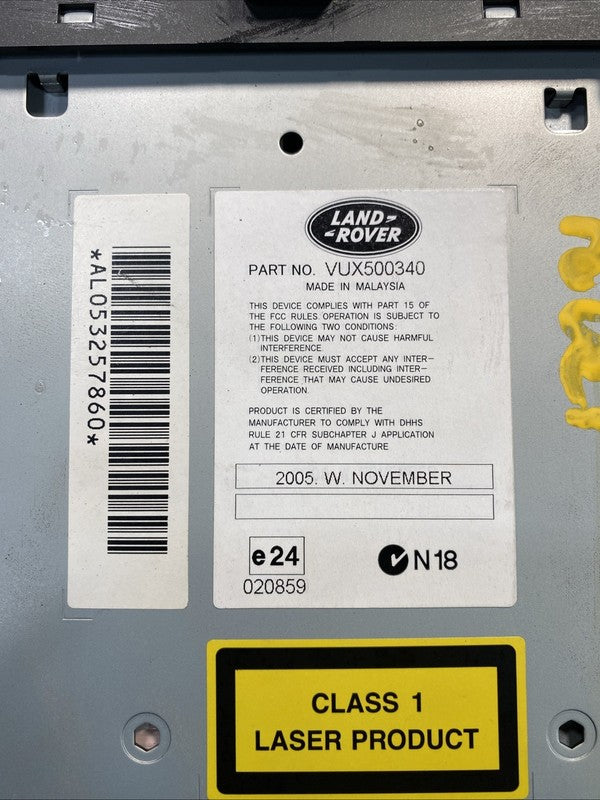 *AL053257860*
LAND-
-ROVER
PART NO. VUX500340
MADE IN MALAYSIA
THIS DEVICE COMPLIES WITH PART 15 OF
THE FCC RULES. OPERATION IS SUBJECT TO
THE FOLLOWING TWO CONDITIONS:
(1)THIS DEVICE MAY NOT CAUSE HARMFUL
INTERFERENCE.
(2)THIS DEVICE MUST ACCEPT ANY INTER-
FERENCE RECEIVED INCLUDING INTER-
FERENCE THAT MAY CAUSE UNDESIRED
OPERATION.
PRODUCT IS CERTIFIED BY THE
MANUFACTURER TO COMPLY WITH DHHS
RULE 21 CFR SUBCHAPTER J APPLICATION
AT THE DATE OF MANUFACTURE
2005. W. NOVEMBER
e24
020859
N18
CLASS 1
LASER PRODUCT